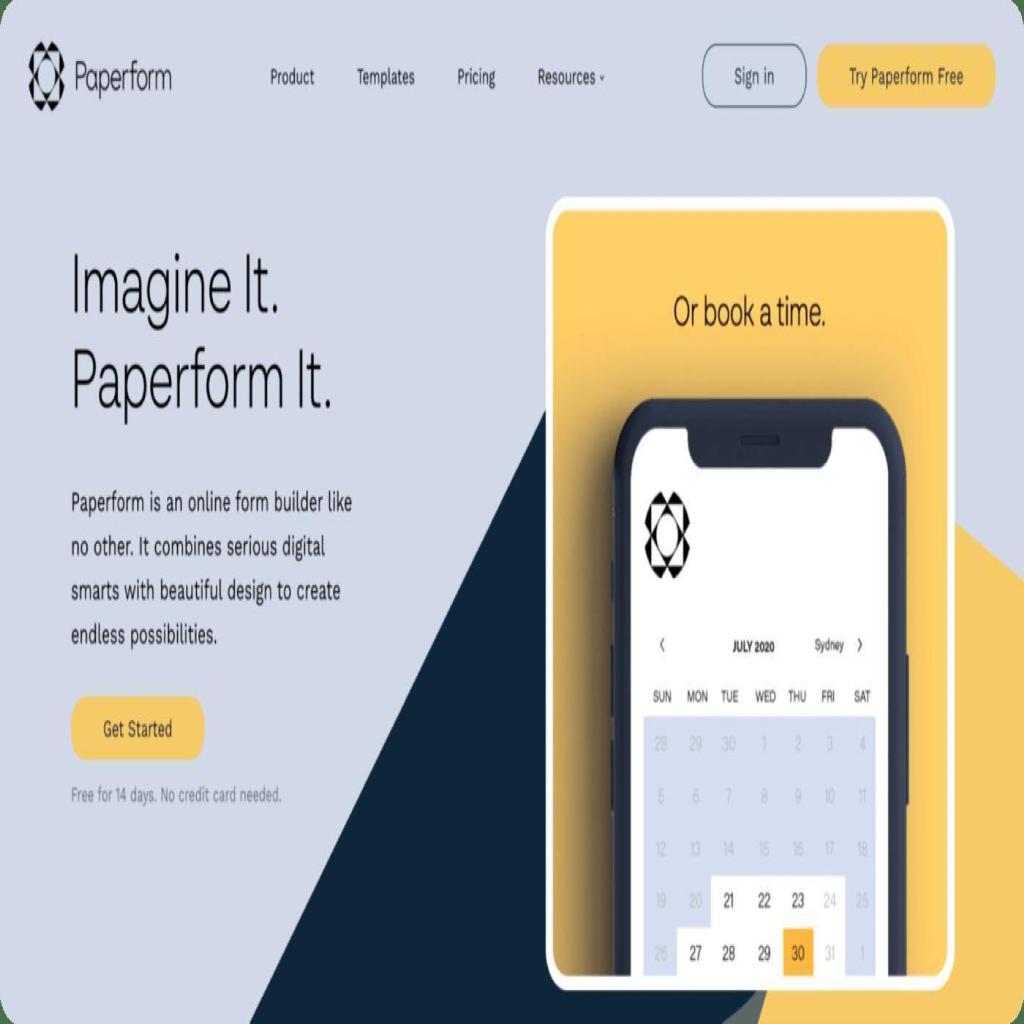 Paperform
Product Templates Pricing Resources
Sign in
Try Paperform Free
Imagine It.
Paperform It.
Paperform is an online form builder like
no other. It combines serious digital
smarts with beautiful design to create
endless possibilities.
Get Started
Free for 14 days. No credit card needed.
Or book a time.
JULY 2020 Sydney
SUN MON TUE WED THU FRI SAT
28 29 30 1 2 3 4
5 6 7 8 9 10 11
12 13 14 15 16 17 18
19 20 21 22 23 24 25
26 27 28 29 30 31 1